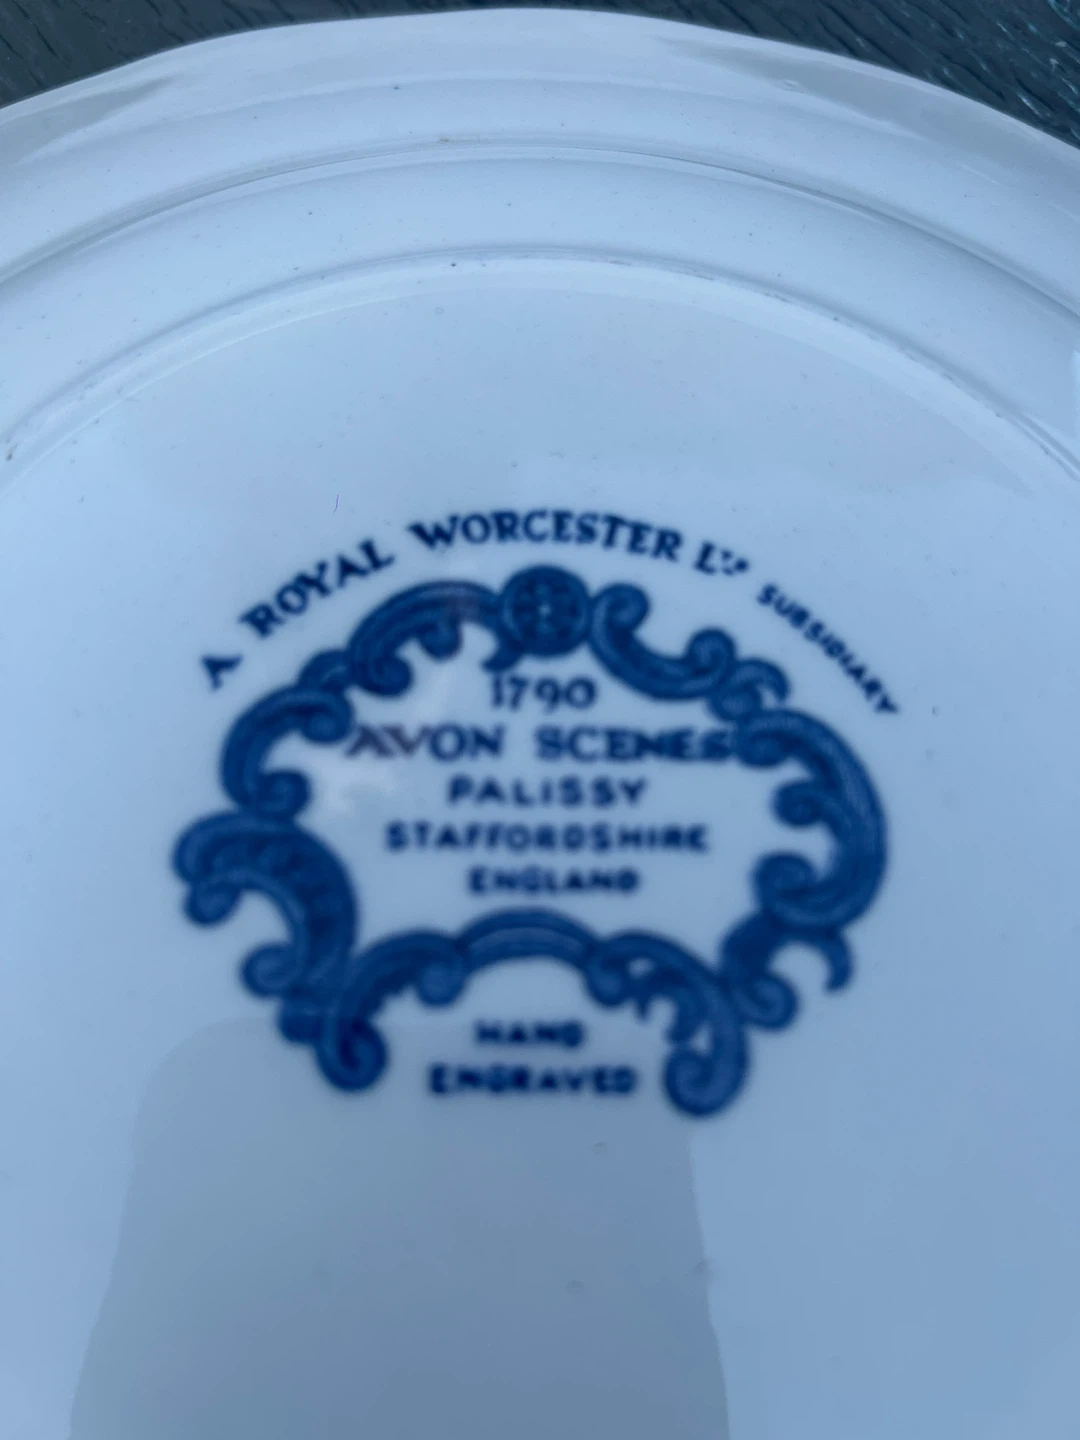 A ROYAL WORCESTER LTD SUBSIDIARY
1790
AVON SCENES
PALISSY
STAFFORDSHIRE
ENGLAND
HAND
ENGRAVED